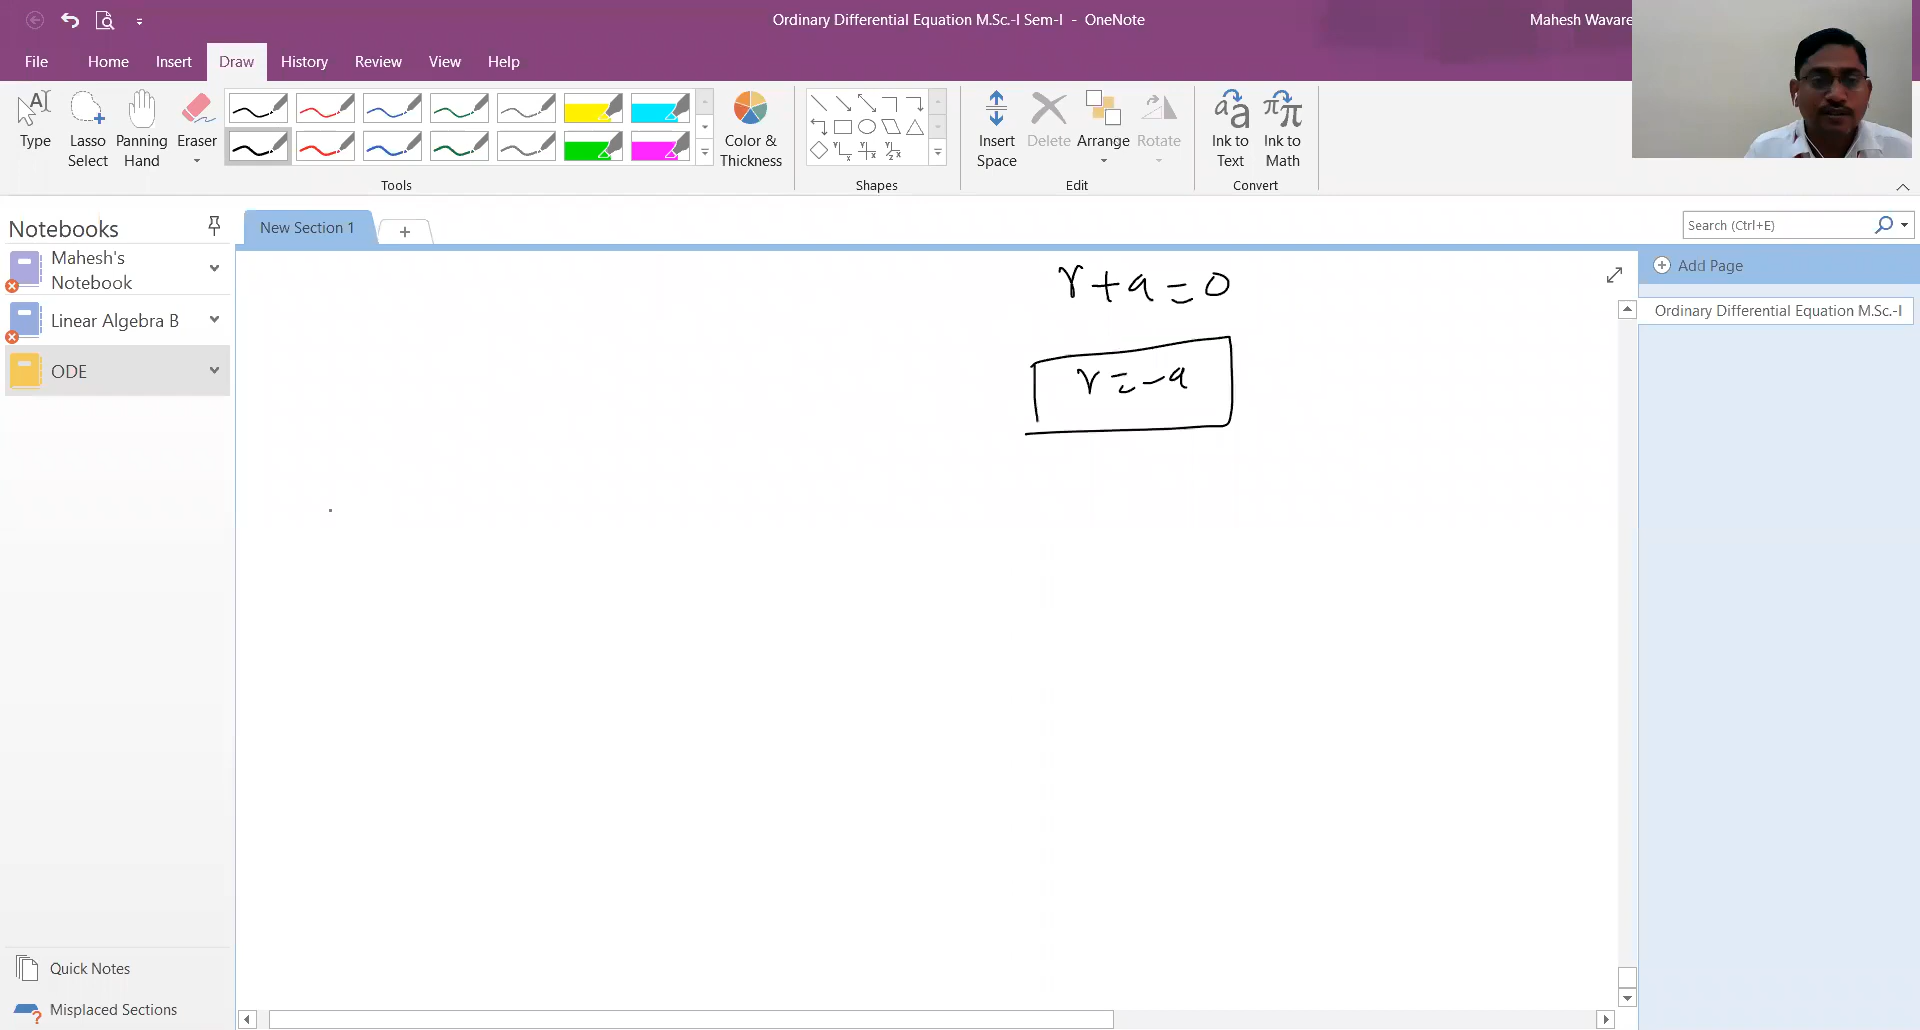 Ordinary Differential Equation M.Sc.-I Sem-I - OneNote
Mahesh Wavare
File Home Insert Draw History Review View Help
Type
Lasso Select
Panning Hand
Eraser
Color & Thickness
Insert Space
Delete
Arrange
Rotate
Ink to Text
Ink to Math
Tools
Shapes
Edit
Convert
Notebooks
New Section 1
Search (Ctrl+E)
Mahesh's Notebook
Linear Algebra B
ODE
r+a=0
r=-a
Add Page
Ordinary Differential Equation M.Sc.-I
Quick Notes
Misplaced Sections